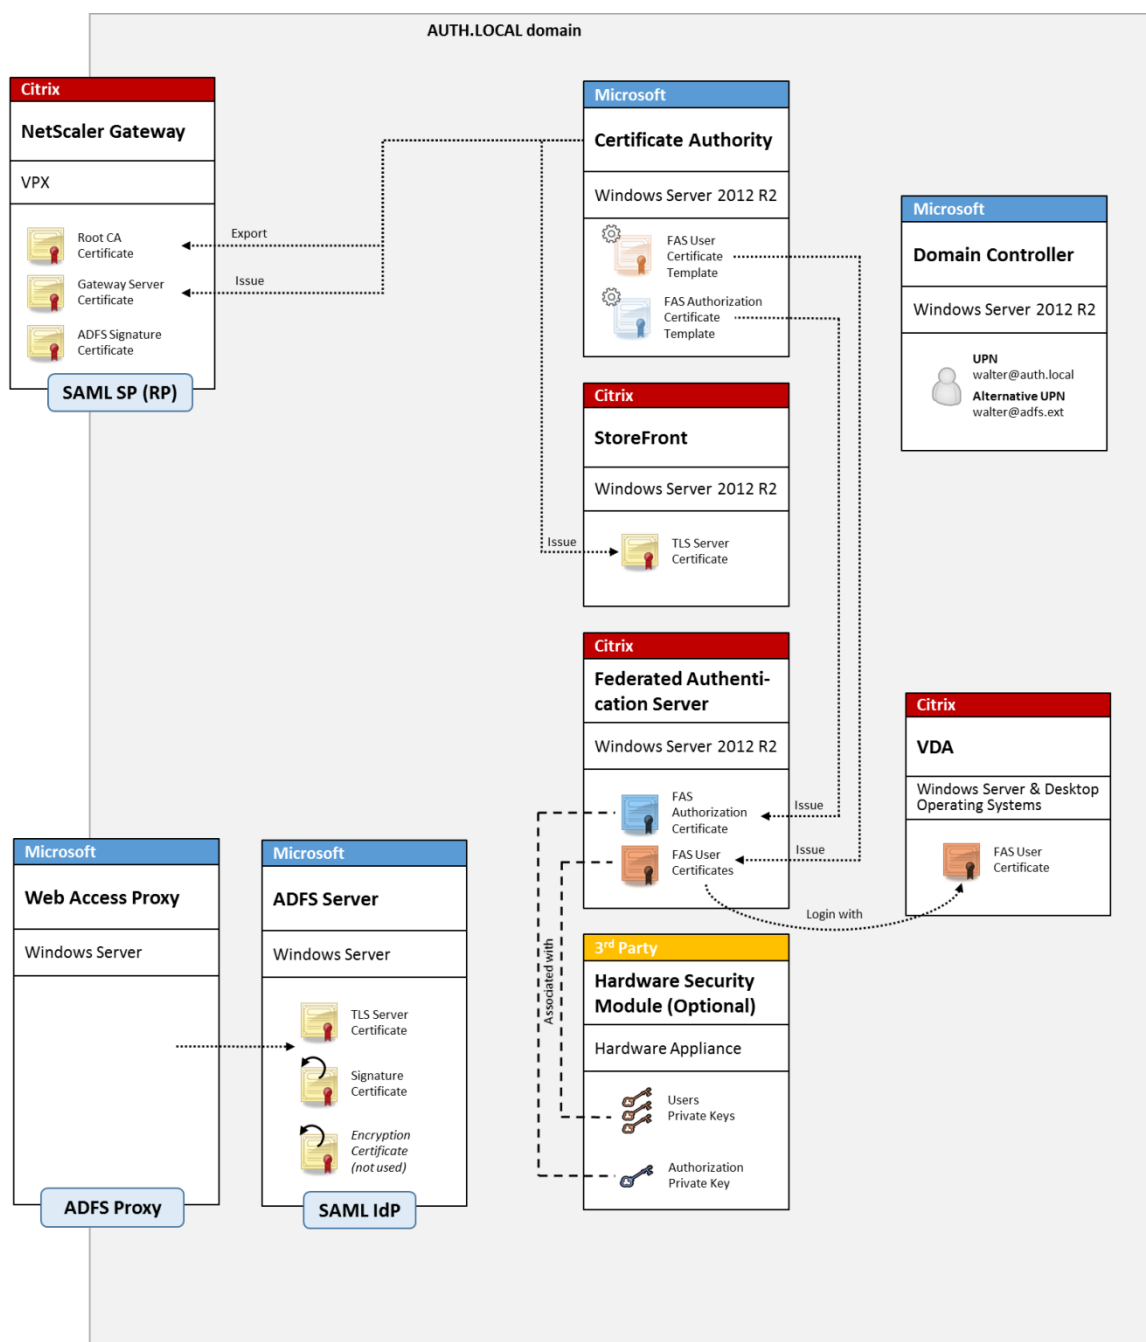 AUTH.LOCAL domain
Citrix
NetScaler Gateway
VPX
Root CA
Certificate
Gateway Server
Certificate
ADFS Signature
Certificate
SAML SP (RP)
Export
Issue
Microsoft
Certificate Authority
Windows Server 2012 R2
FAS User
Certificate
Template
FAS Authorization
Certificate
Template
Microsoft
Domain Controller
Windows Server 2012 R2
UPN
walter@auth.local
Alternative UPN
walter@adfs.ext
Citrix
StoreFront
Windows Server 2012 R2
Issue
TLS Server
Certificate
Citrix
Federated Authenti-
cation Server
Windows Server 2012 R2
FAS
Authorization
Certificate
Issue
FAS User
Certificates
Issue
Login with
Citrix
VDA
Windows Server & Desktop
Operating Systems
FAS User
Certificate
Associated with
3rd Party
Hardware Security
Module (Optional)
Hardware Appliance
Users
Private Keys
Authorization
Private Key
Microsoft
Web Access Proxy
Windows Server
ADFS Proxy
Microsoft
ADFS Server
Windows Server
TLS Server
Certificate
Signature
Certificate
Encryption
Certificate
(not used)
SAML IdP